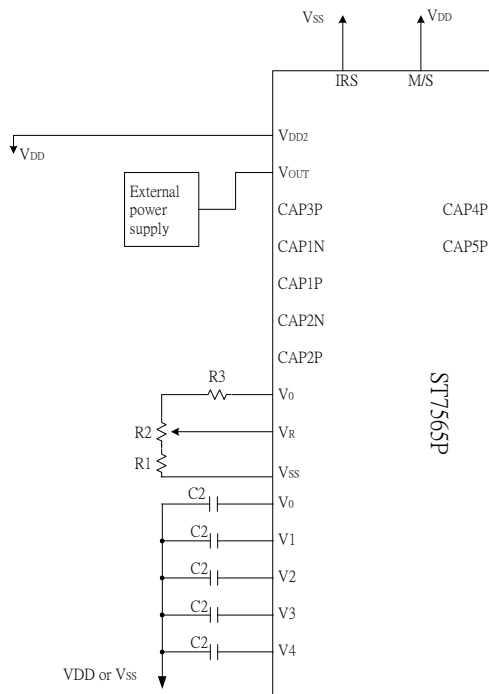 VSS
VDD
IRS
M/S
VDD2
VDD
VOUT
External
power
supply
CAP3P
CAP4P
CAP1N
CAP5P
CAP1P
CAP2N
CAP2P
R3
V0
R2
VR
R1
VSS
ST7565P
C2
V0
C2
V1
C2
V2
C2
V3
C2
V4
VDD or VSS